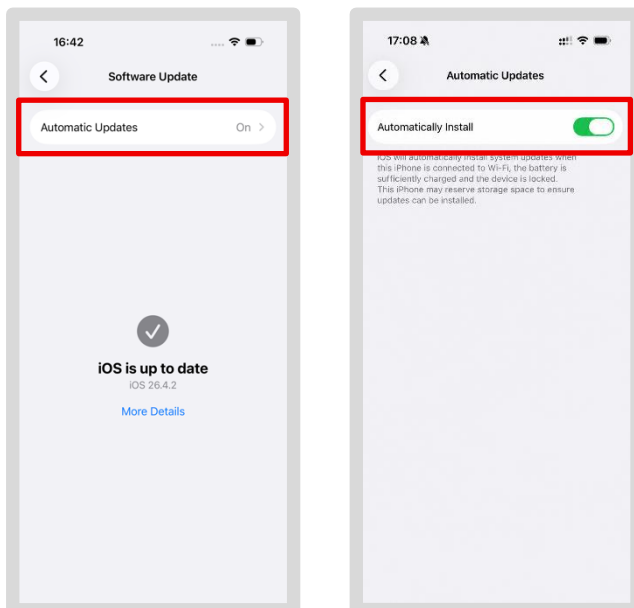 16:42
Software Update
Automatic Updates On
iOS is up to date
iOS 26.4.2
More Details
17:08
Automatic Updates
Automatically Install
iOS will automatically install system updates when
this iPhone is connected to Wi-Fi, the battery is
sufficiently charged and the device is locked.
This iPhone may reserve storage space to ensure
updates can be installed.